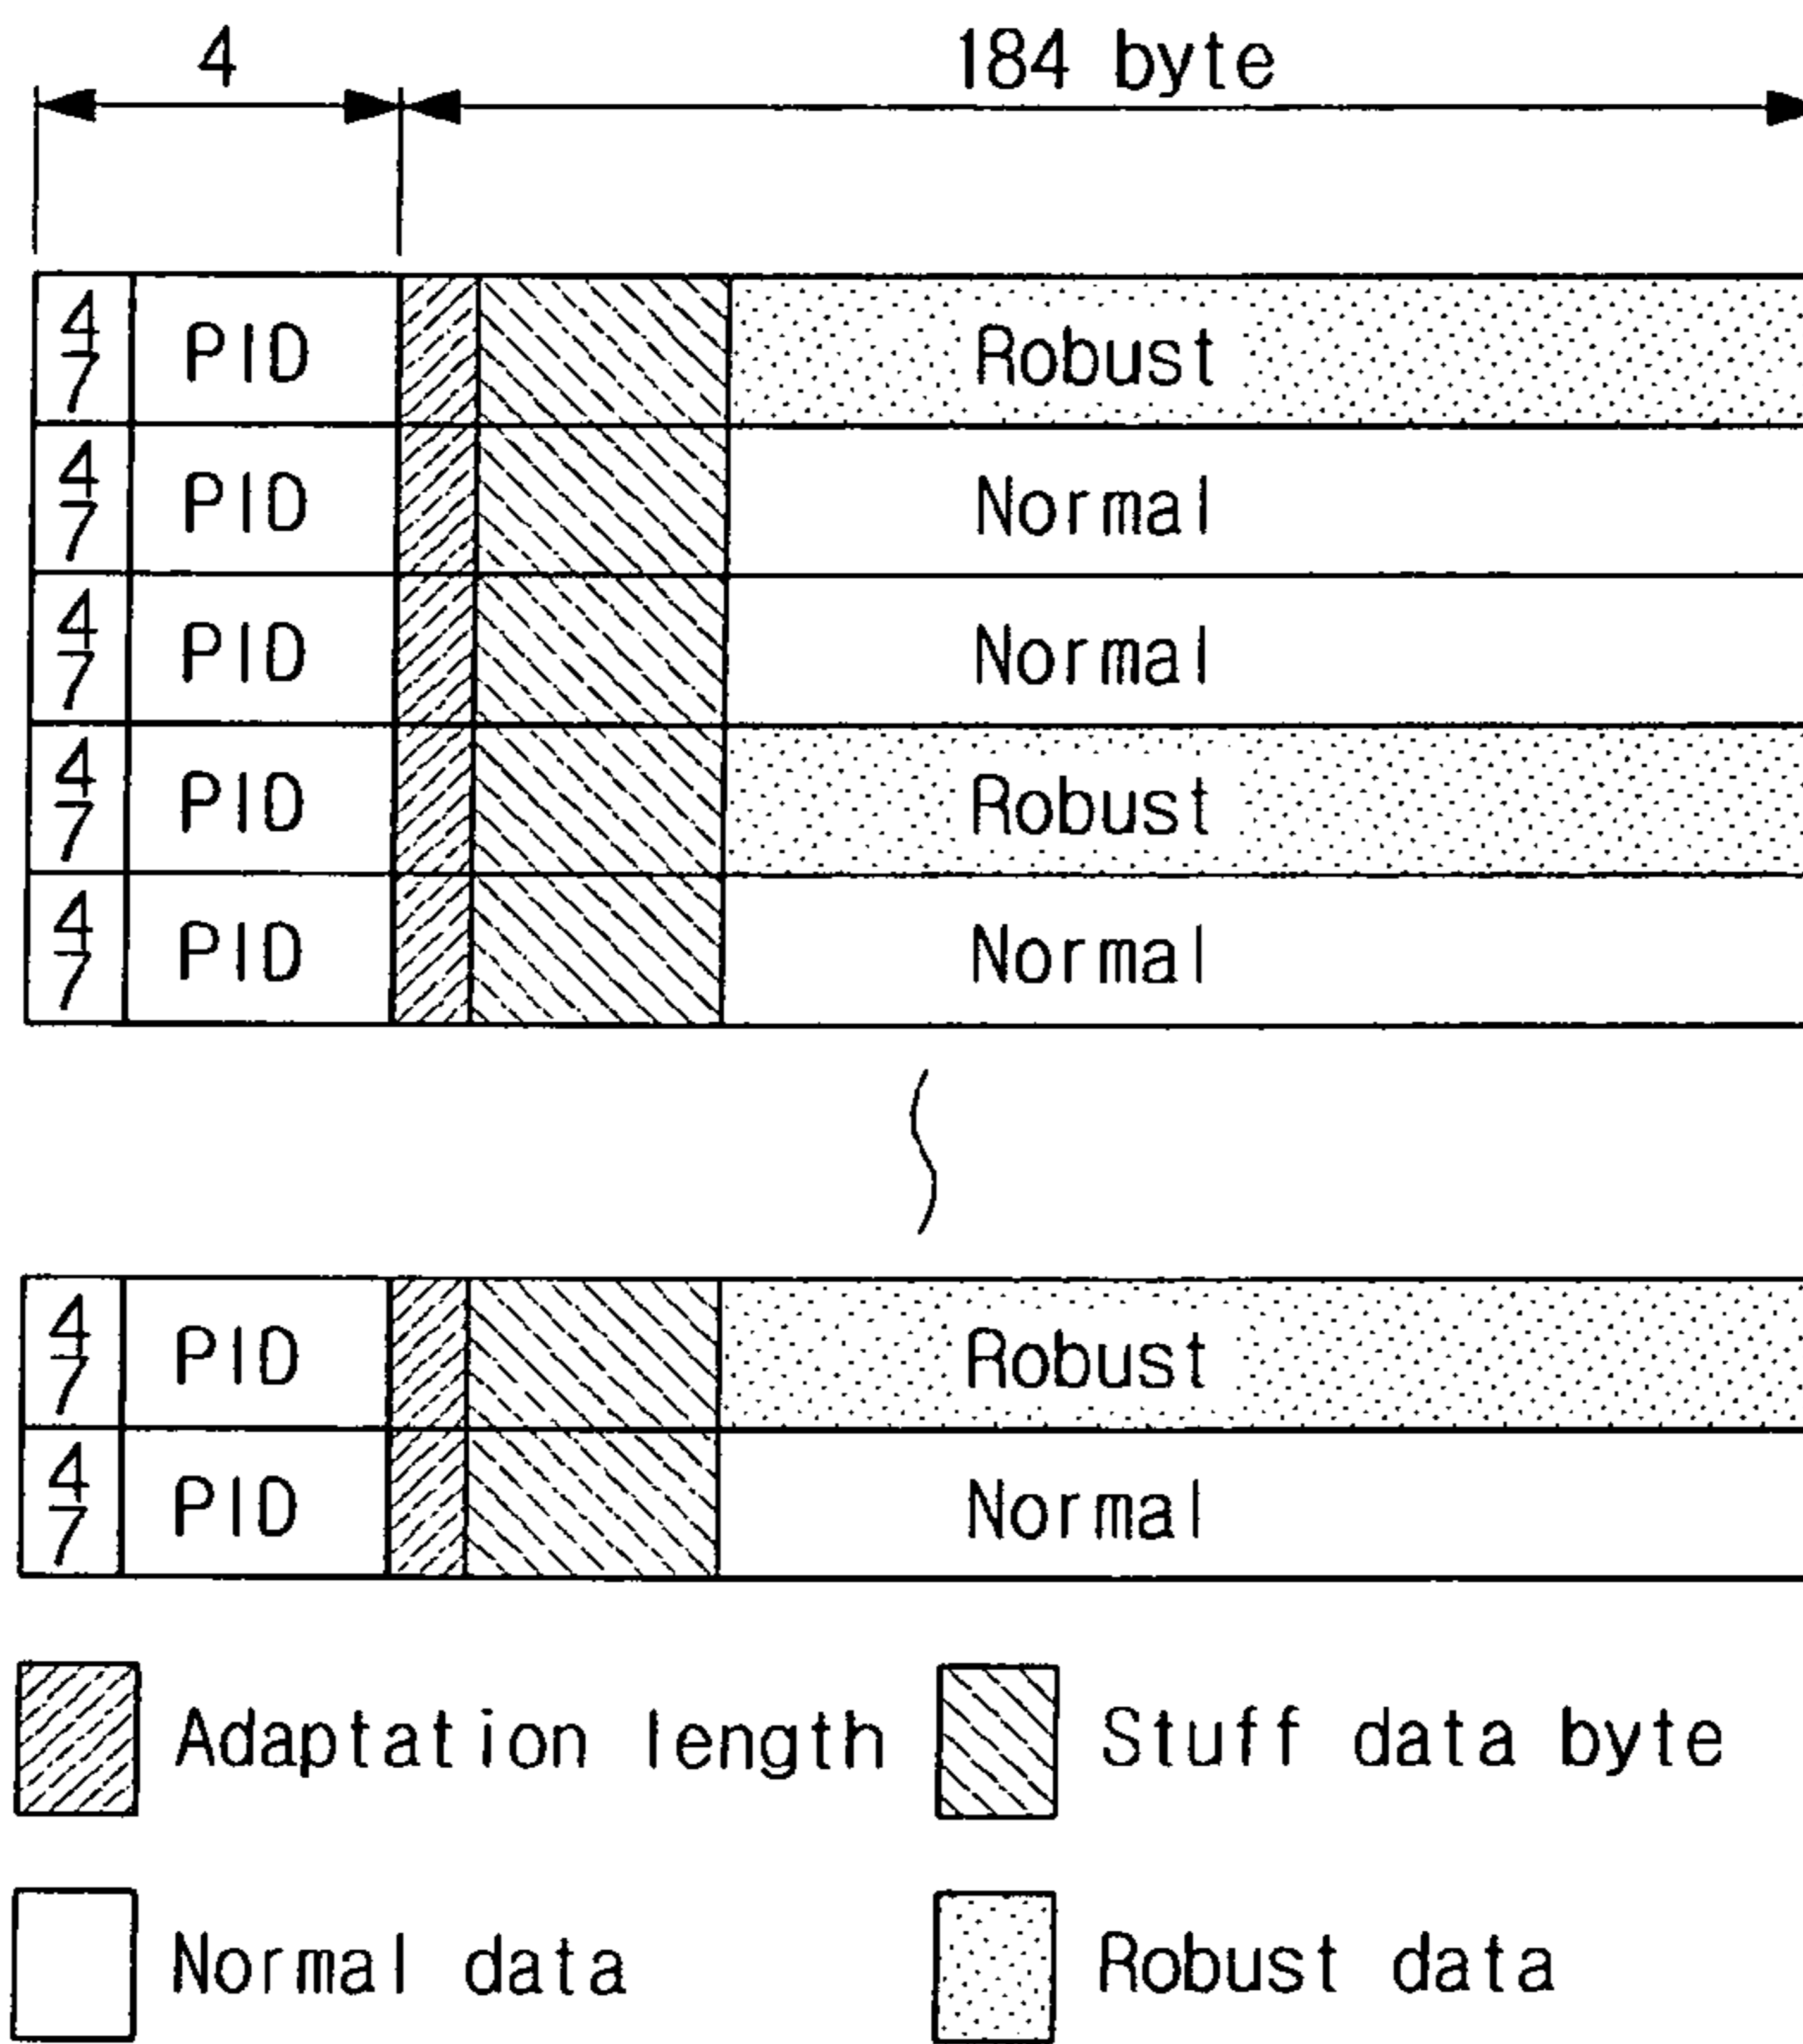 4 184 byte
47 PID Robust
47 PID Normal
47 PID Normal
47 PID Robust
47 PID Normal
47 PID Robust
47 PID Normal
Adaptation length Stuff data byte
Normal data Robust data